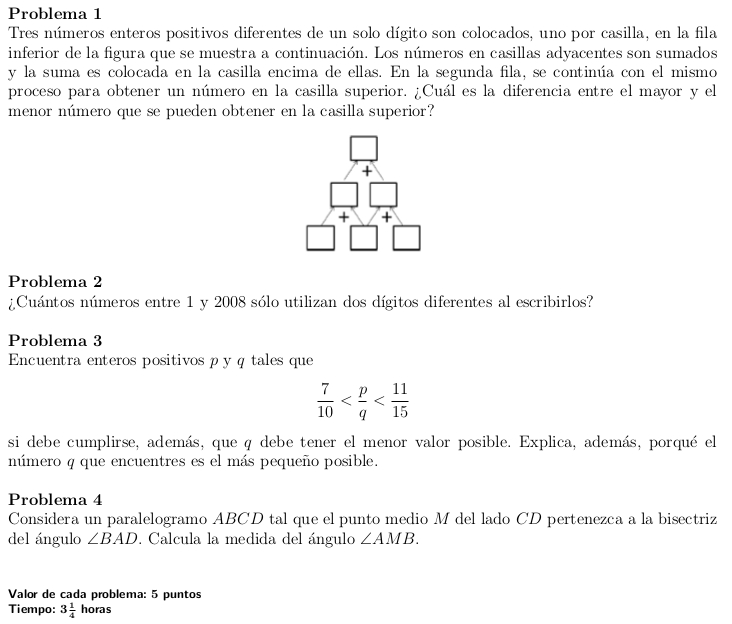 Problema 1
Tres números enteros positivos diferentes de un solo dígito son colocados, uno por casilla, en la fila
inferior de la figura que se muestra a continuación. Los números en casillas adyacentes son sumados
y la suma es colocada en la casilla encima de ellas. En la segunda fila, se continúa con el mismo
proceso para obtener un número en la casilla superior. ¿Cuál es la diferencia entre el mayor y el
menor número que se pueden obtener en la casilla superior?
+
+ +
Problema 2
¿Cuántos números entre 1 y 2008 sólo utilizan dos dígitos diferentes al escribirlos?
Problema 3
Encuentra enteros positivos p y q tales que
7/10 < p/q < 11/15
si debe cumplirse, además, que q debe tener el menor valor posible. Explica, además, porqué el
número q que encuentres es el más pequeño posible.
Problema 4
Considera un paralelogramo ABCD tal que el punto medio M del lado CD pertenezca a la bisectriz
del ángulo ∠BAD. Calcula la medida del ángulo ∠AMB.
Valor de cada problema: 5 puntos
Tiempo: 3 1/4 horas